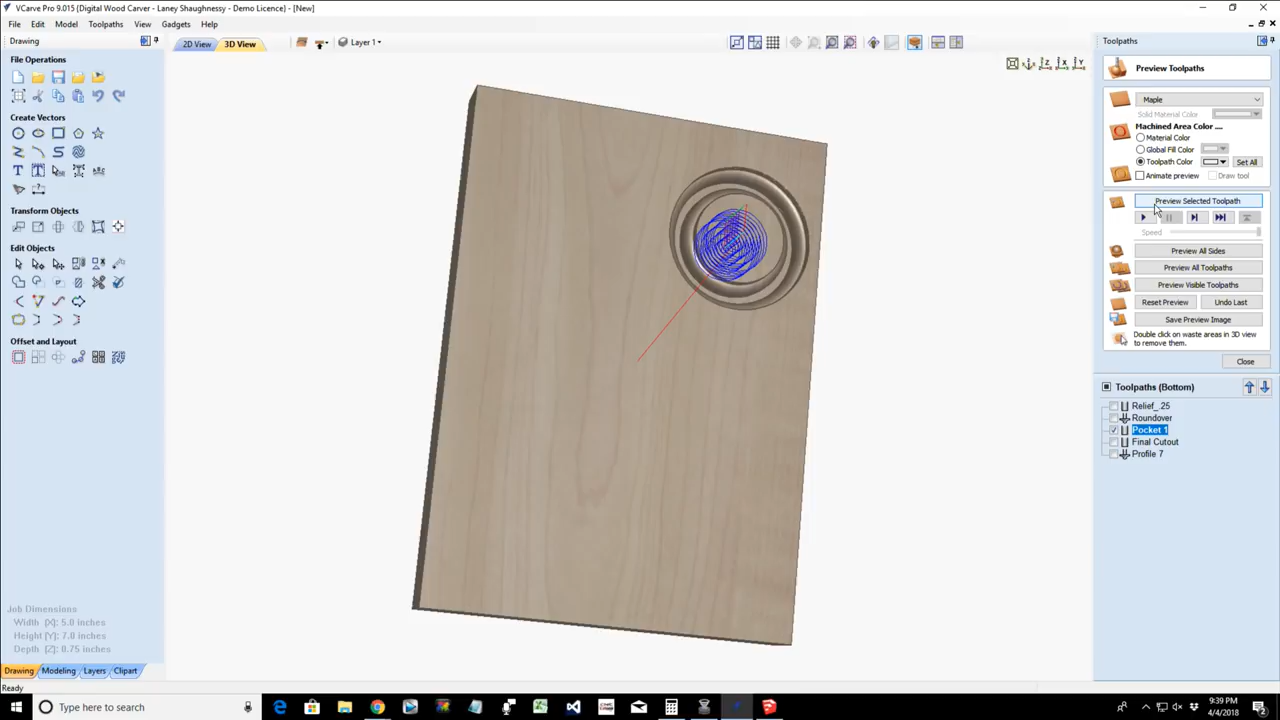 VCarve Pro 9.015 (Digital Wood Carver - Laney Shaughnessy - Demo Licence) - [New]
File Edit Model Toolpaths View Gadgets Help
Drawing
2D View 3D View Layer 1
File Operations
Create Vectors
Transform Objects
Edit Objects
Offset and Layout
Job Dimensions
Width (X): 5.0 inches
Height (Y): 7.0 inches
Depth (Z): 0.75 inches
Drawing Modeling Layers Clipart
Ready
Toolpaths
Preview Toolpaths
Maple
Solid Material Color
Machined Area Color ....
Material Color
Global Fill Color
Toolpath Color Set All
Animate preview Draw tool
Preview Selected Toolpath
Speed
Preview All Sides
Preview All Toolpaths
Preview Visible Toolpaths
Reset Preview Undo Last
Save Preview Image
Double click on waste areas in 3D view
to remove them.
Close
Toolpaths (Bottom)
Relief_.25
Roundover
Pocket 1
Final Cutout
Profile 7
Type here to search
9:39 PM
4/4/2018